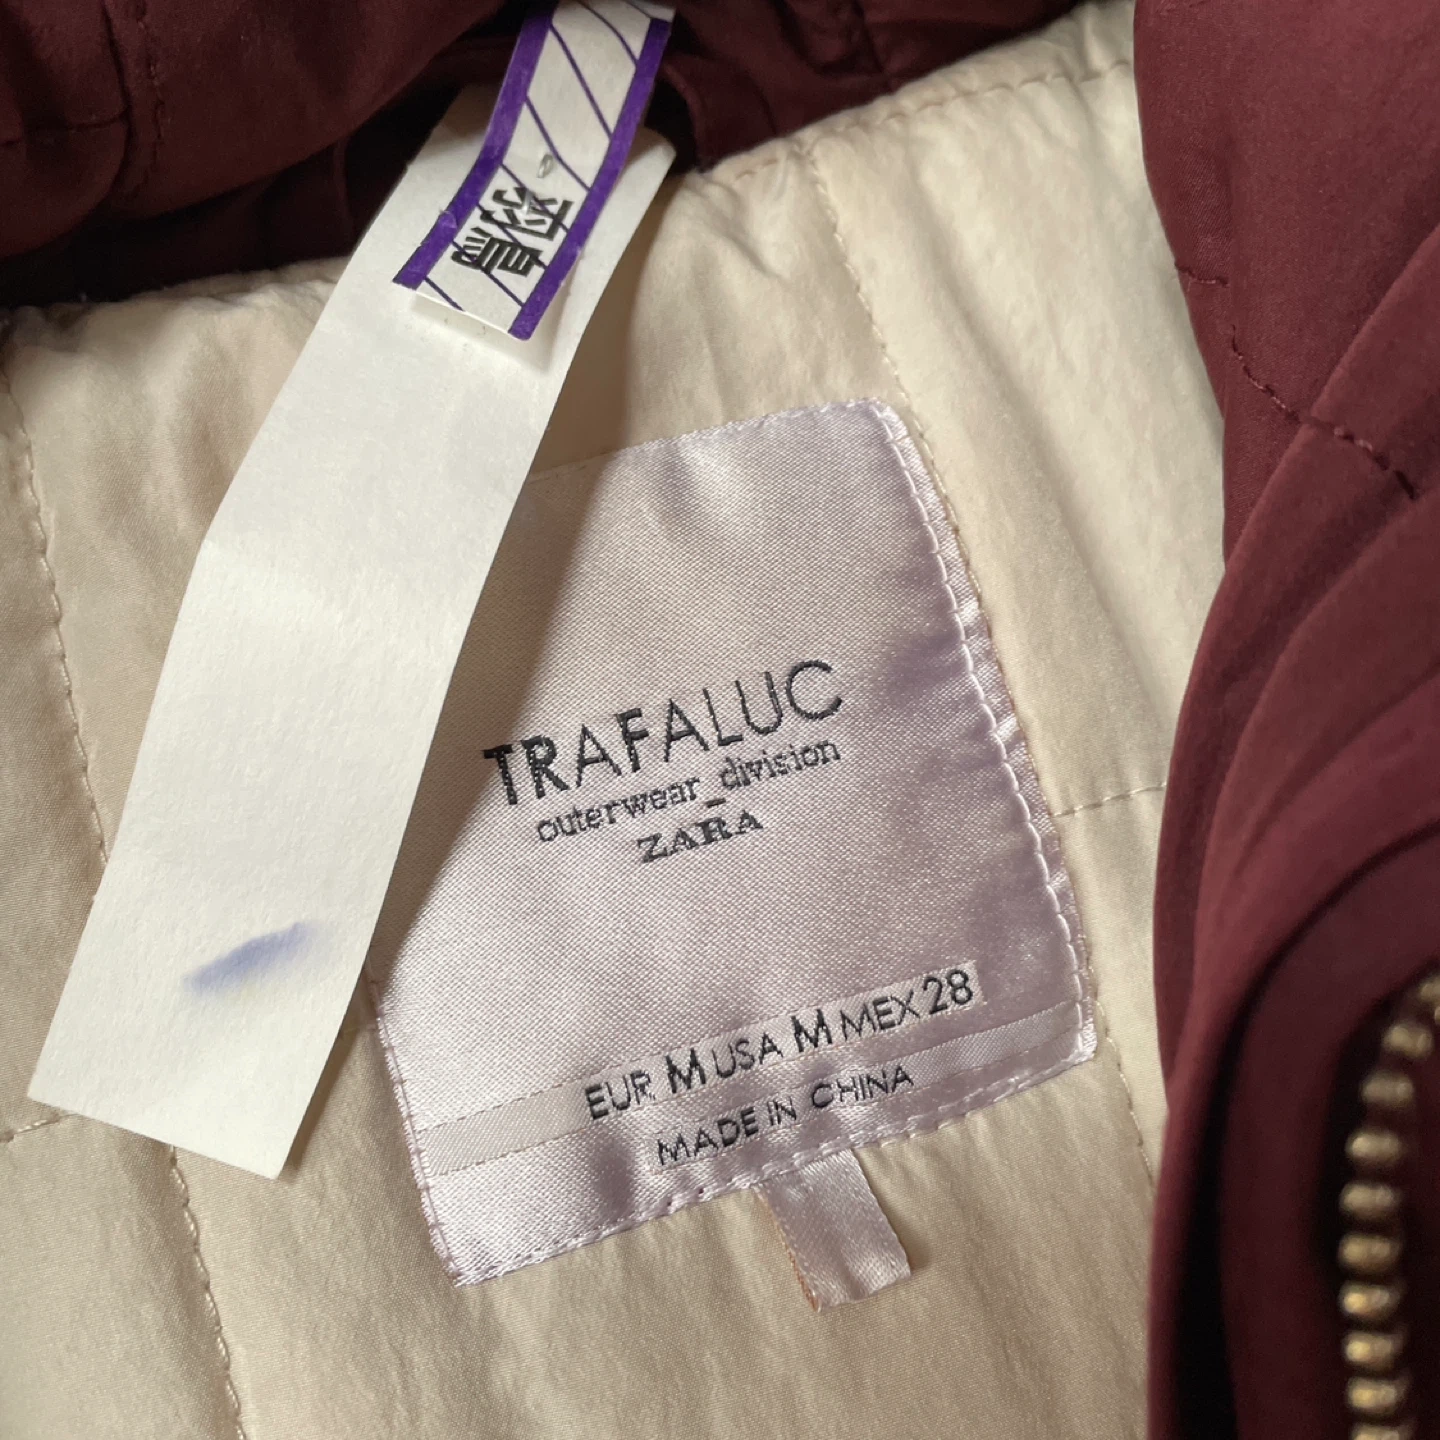 TRAFALUC
outerwear_division
ZARA
EUR M USA M MEX 28
MADE IN CHINA